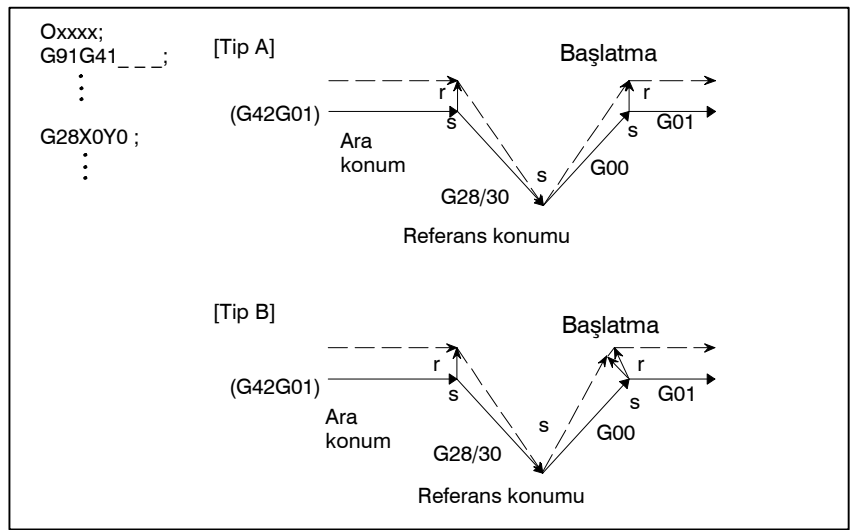 Oxxxx;
G91G41_ _ _;
G28X0Y0 ;
[Tip A]
Başlatma
r
r
(G42G01)
s
s
G01
Ara
konum
s
G00
G28/30
Referans konumu
[Tip B]
Başlatma
r
r
(G42G01)
s
s
G01
Ara
konum
s
G00
G28/30
Referans konumu